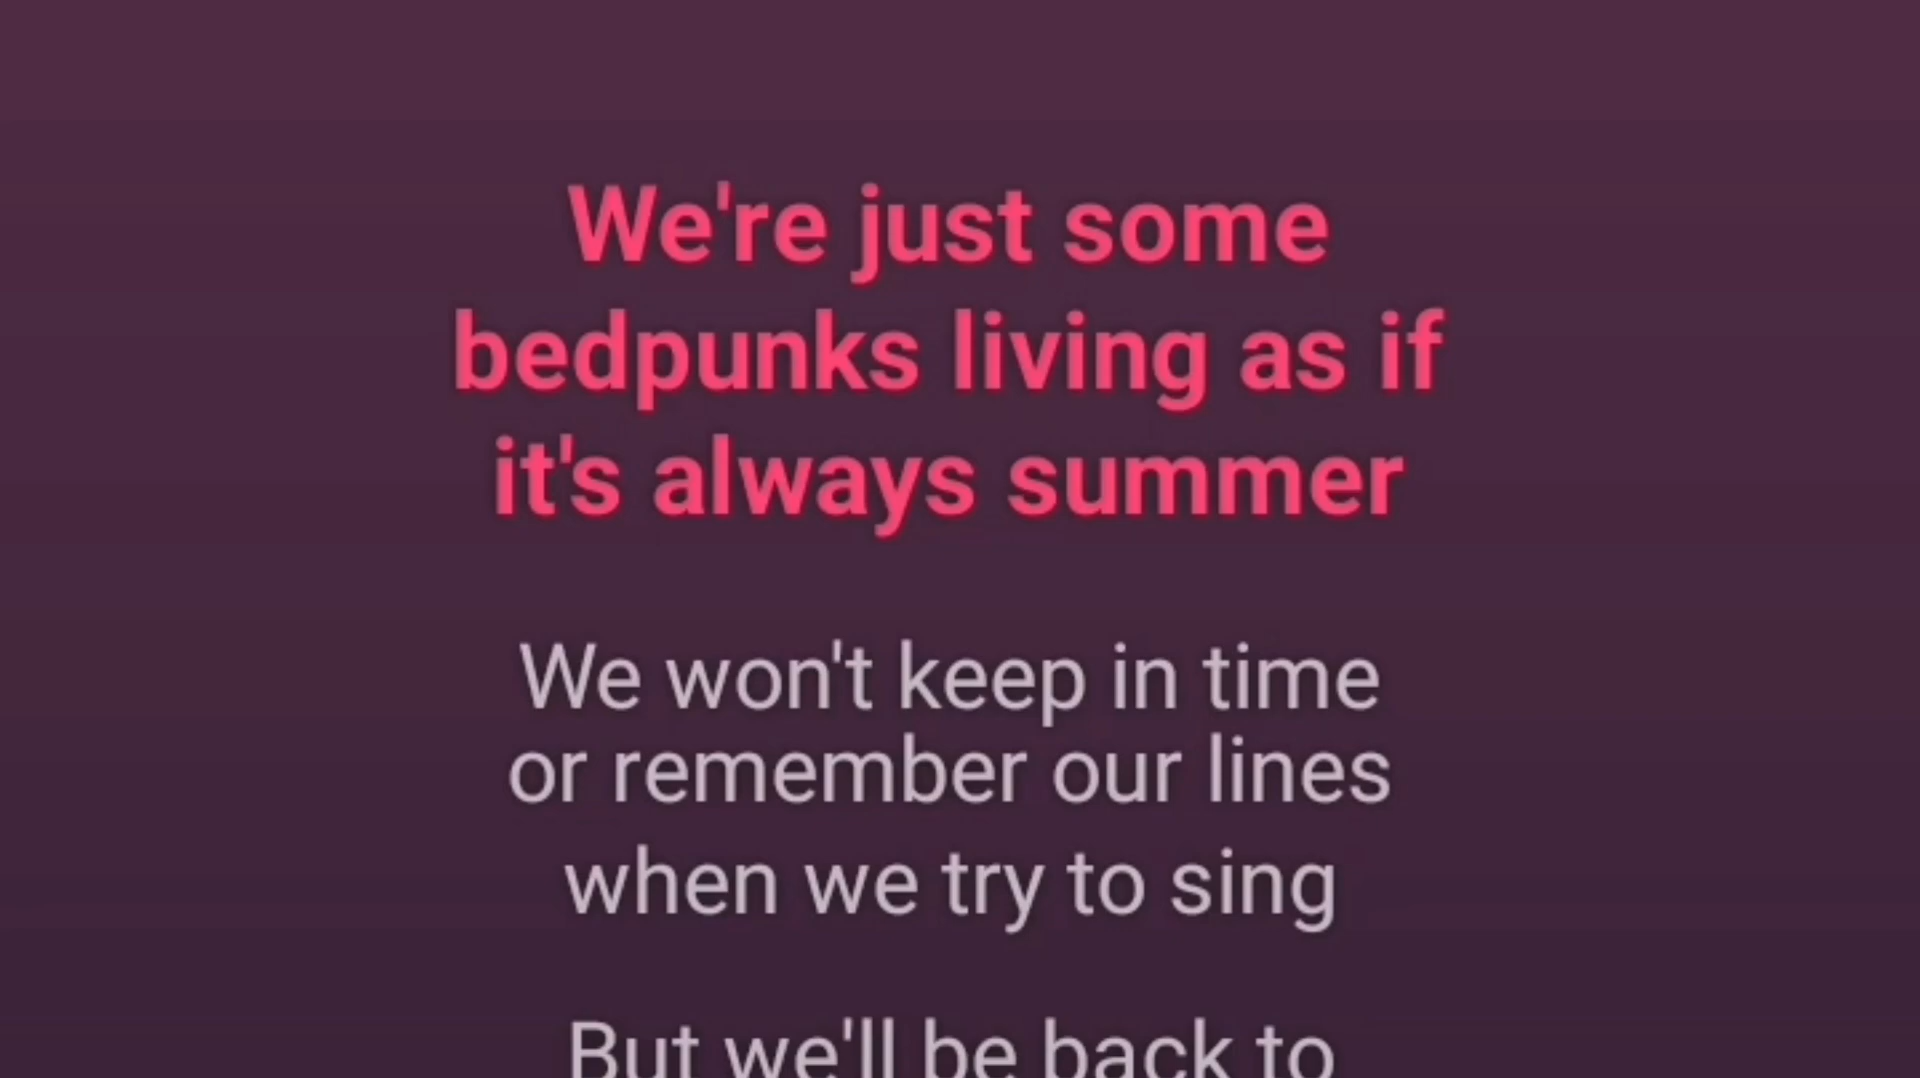 We're just some
bedpunks living as if
it's always summer
We won't keep in time
or remember our lines
when we try to sing
But we'll be back to